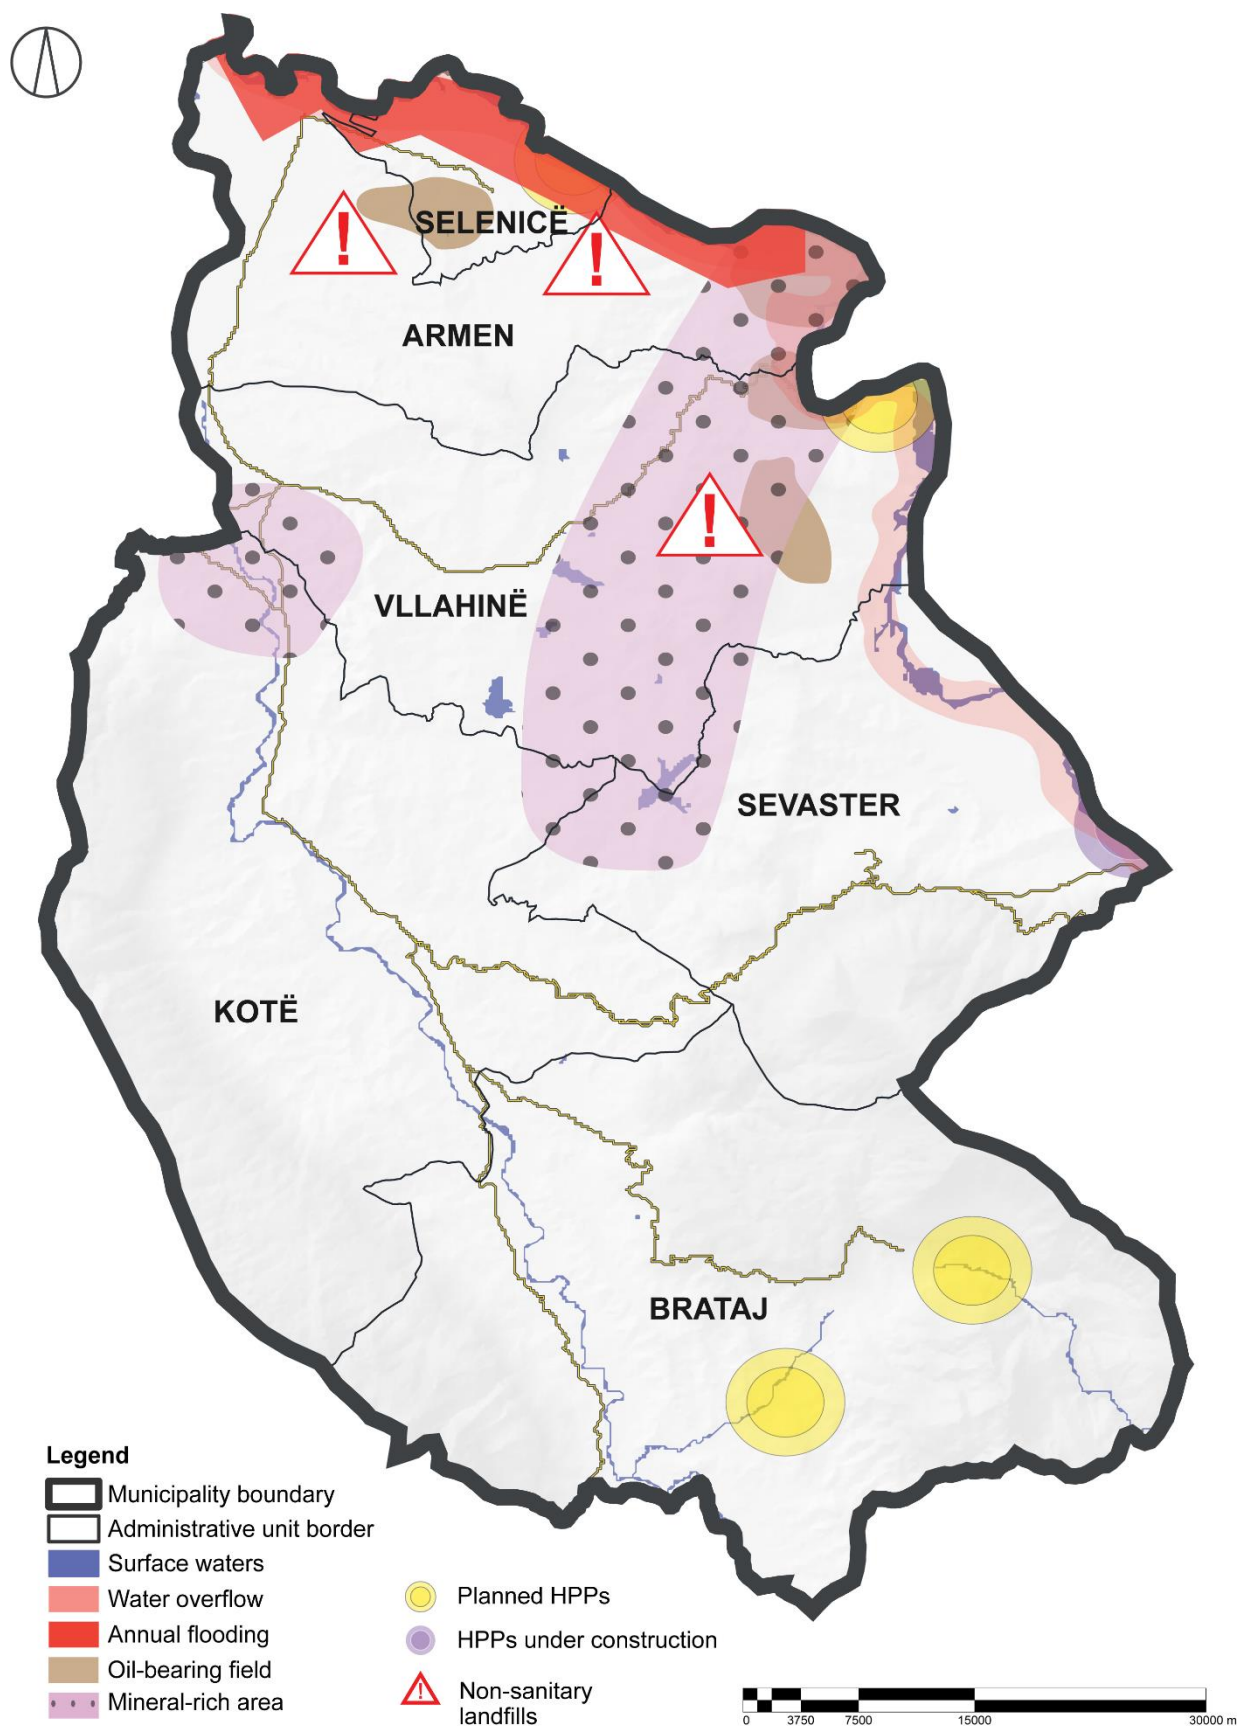 SELENICË
ARMEN
VLLAHINË
SEVASTER
KOTË
BRATAJ
Legend
Municipality boundary
Administrative unit border
Surface waters
Water overflow
Annual flooding
Oil-bearing field
Mineral-rich area
Planned HPPs
HPPs under construction
Non-sanitary
landfills
0 3750 7500 15000 30000 m